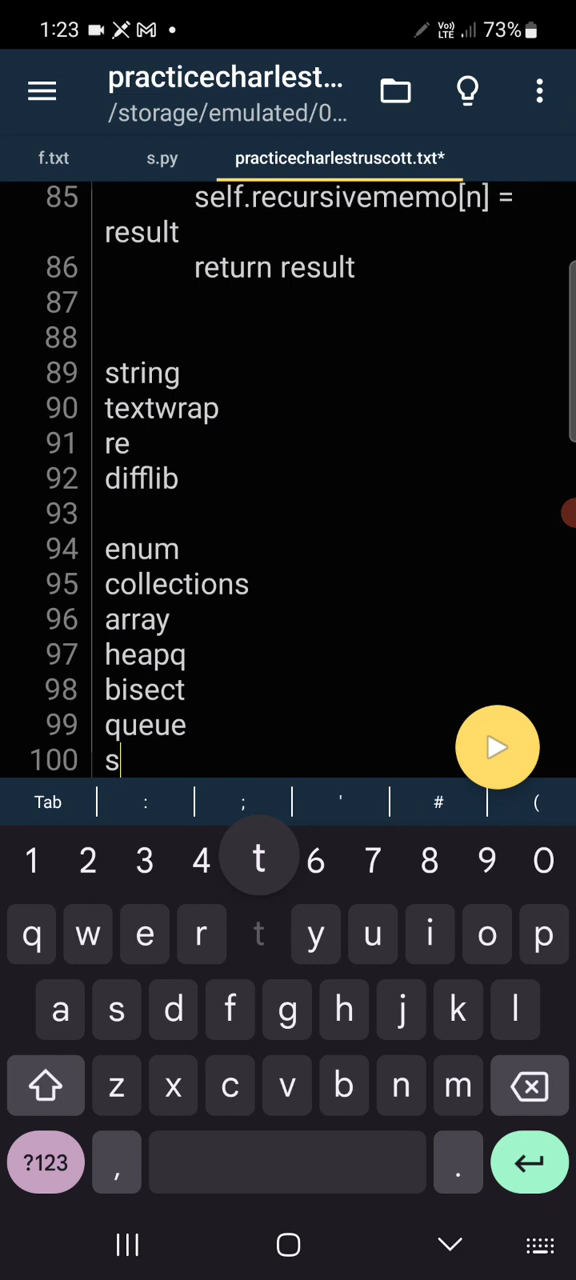 1:23 73%
practicecharlest...
/storage/emulated/0...
f.txt s.py practicecharlestruscott.txt*
85 self.recursivememo[n] =
result
86 return result
87
88
89 string
90 textwrap
91 re
92 difflib
93
94 enum
95 collections
96 array
97 heapq
98 bisect
99 queue
100 s
Tab : ; ' # (
1 2 3 4 t 6 7 8 9 0
q w e r t y u i o p
a s d f g h j k l
z x c v b n m
?123 , .